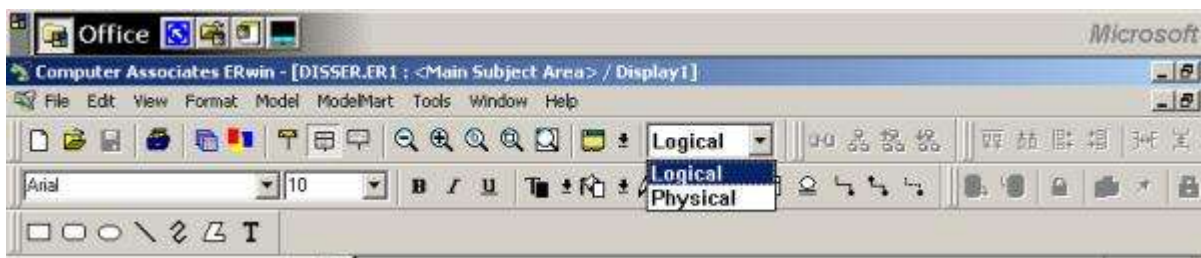 Office Microsoft
Computer Associates ERwin - [DISSER.ER1 : <Main Subject Area> / Display1]
File Edit View Format Model ModelMart Tools Window Help
Logical
Arial 10 B I U T Logical
Physical
T